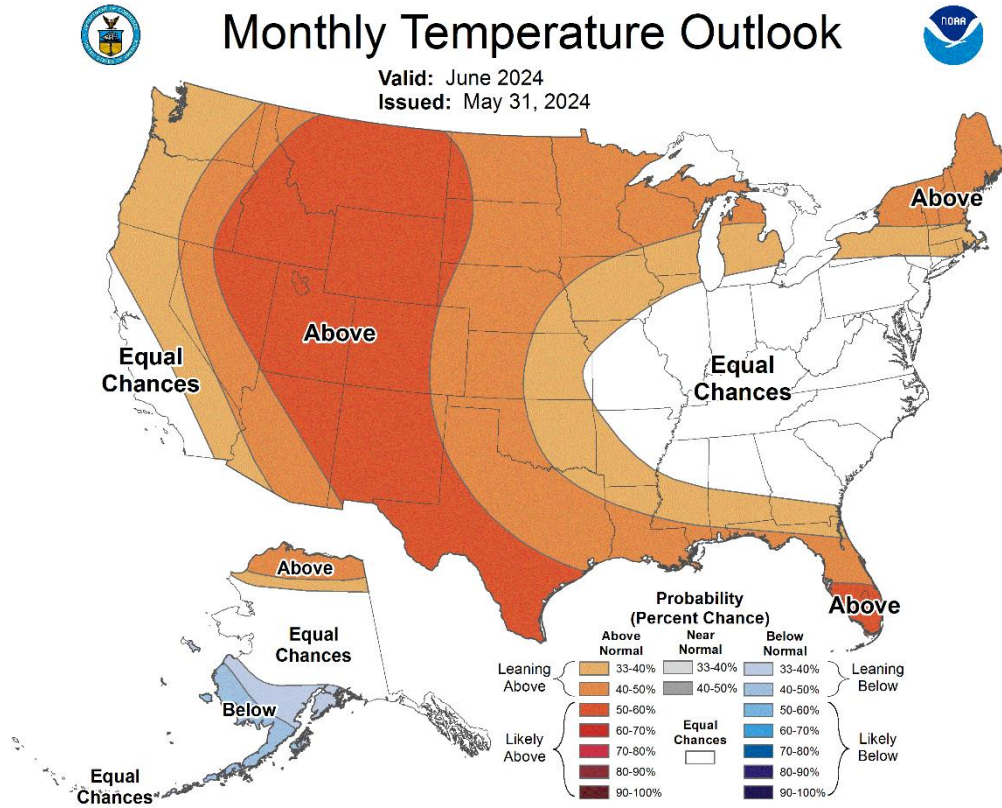 Monthly Temperature Outlook
NOAA
Valid: June 2024
Issued: May 31, 2024
Above
Above
Equal
Chances
Equal
Chances
Above
Above
Equal
Chances
Below
Equal
Chances
Probability
(Percent Chance)
Above
Normal
Near
Normal
Below
Normal
Leaning
Above
33-40%
33-40%
33-40%
Leaning
Below
40-50%
40-50%
40-50%
Likely
Above
50-60%
50-60%
Likely
Below
60-70%
60-70%
Equal
Chances
70-80%
70-80%
80-90%
80-90%
90-100%
90-100%